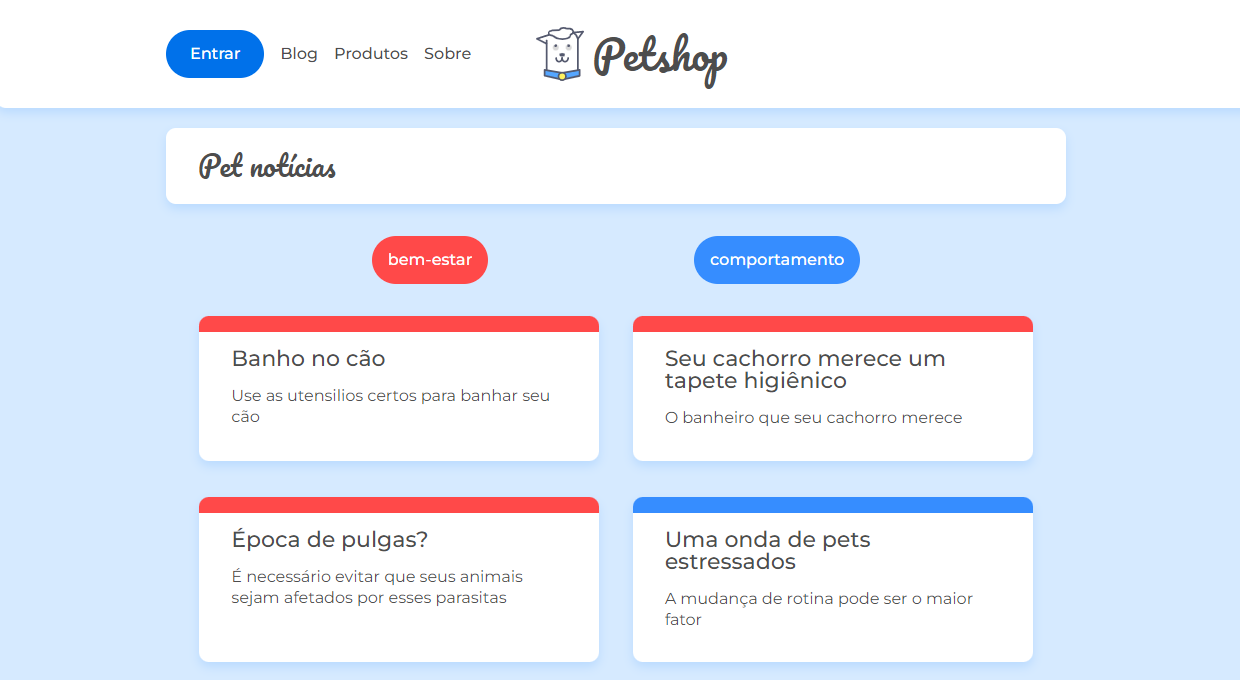 Entrar Blog Produtos Sobre Petshop
Pet notícias
bem-estar comportamento
Banho no cão
Use as utensilios certos para banhar seu
cão
Seu cachorro merece um
tapete higiênico
O banheiro que seu cachorro merece
Época de pulgas?
É necessário evitar que seus animais
sejam afetados por esses parasitas
Uma onda de pets
estressados
A mudança de rotina pode ser o maior
fator